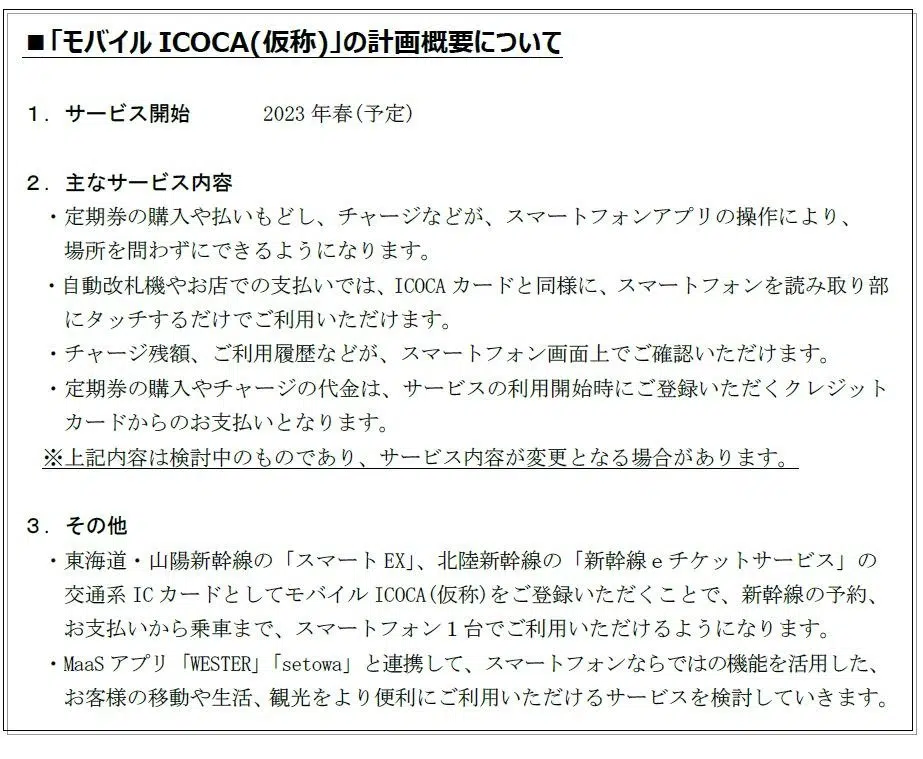 ■「モバイル ICOCA(仮称)」の計画概要について
１．サービス開始　　　2023 年春(予定)
２．主なサービス内容
・定期券の購入や払いもどし、チャージなどが、スマートフォンアプリの操作により、
場所を問わずにできるようになります。
・自動改札機やお店での支払いでは、ICOCA カードと同様に、スマートフォンを読み取り部
にタッチするだけでご利用いただけます。
・チャージ残額、ご利用履歴などが、スマートフォン画面上でご確認いただけます。
・定期券の購入やチャージの代金は、サービスの利用開始時にご登録いただくクレジット
カードからのお支払いとなります。
※上記内容は検討中のものであり、サービス内容が変更となる場合があります。
３．その他
・東海道・山陽新幹線の「スマート EX」、北陸新幹線の「新幹線ｅチケットサービス」の
交通系 IC カードとしてモバイル ICOCA(仮称)をご登録いただくことで、新幹線の予約、
お支払いから乗車まで、スマートフォン１台でご利用いただけるようになります。
・MaaS アプリ「WESTER」「setowa」と連携して、スマートフォンならではの機能を活用した、
お客様の移動や生活、観光をより便利にご利用いただけるサービスを検討していきます。